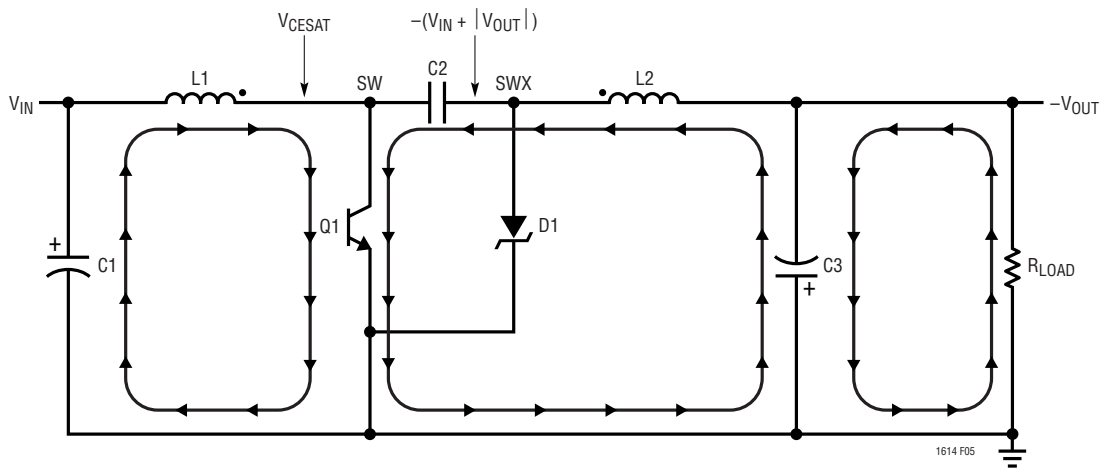 VCESAT
−(VIN + |VOUT|)
L1
SW
C2
SWX
L2
VIN
−VOUT
Q1
D1
+
C1
C3
+
RLOAD
1614 F05